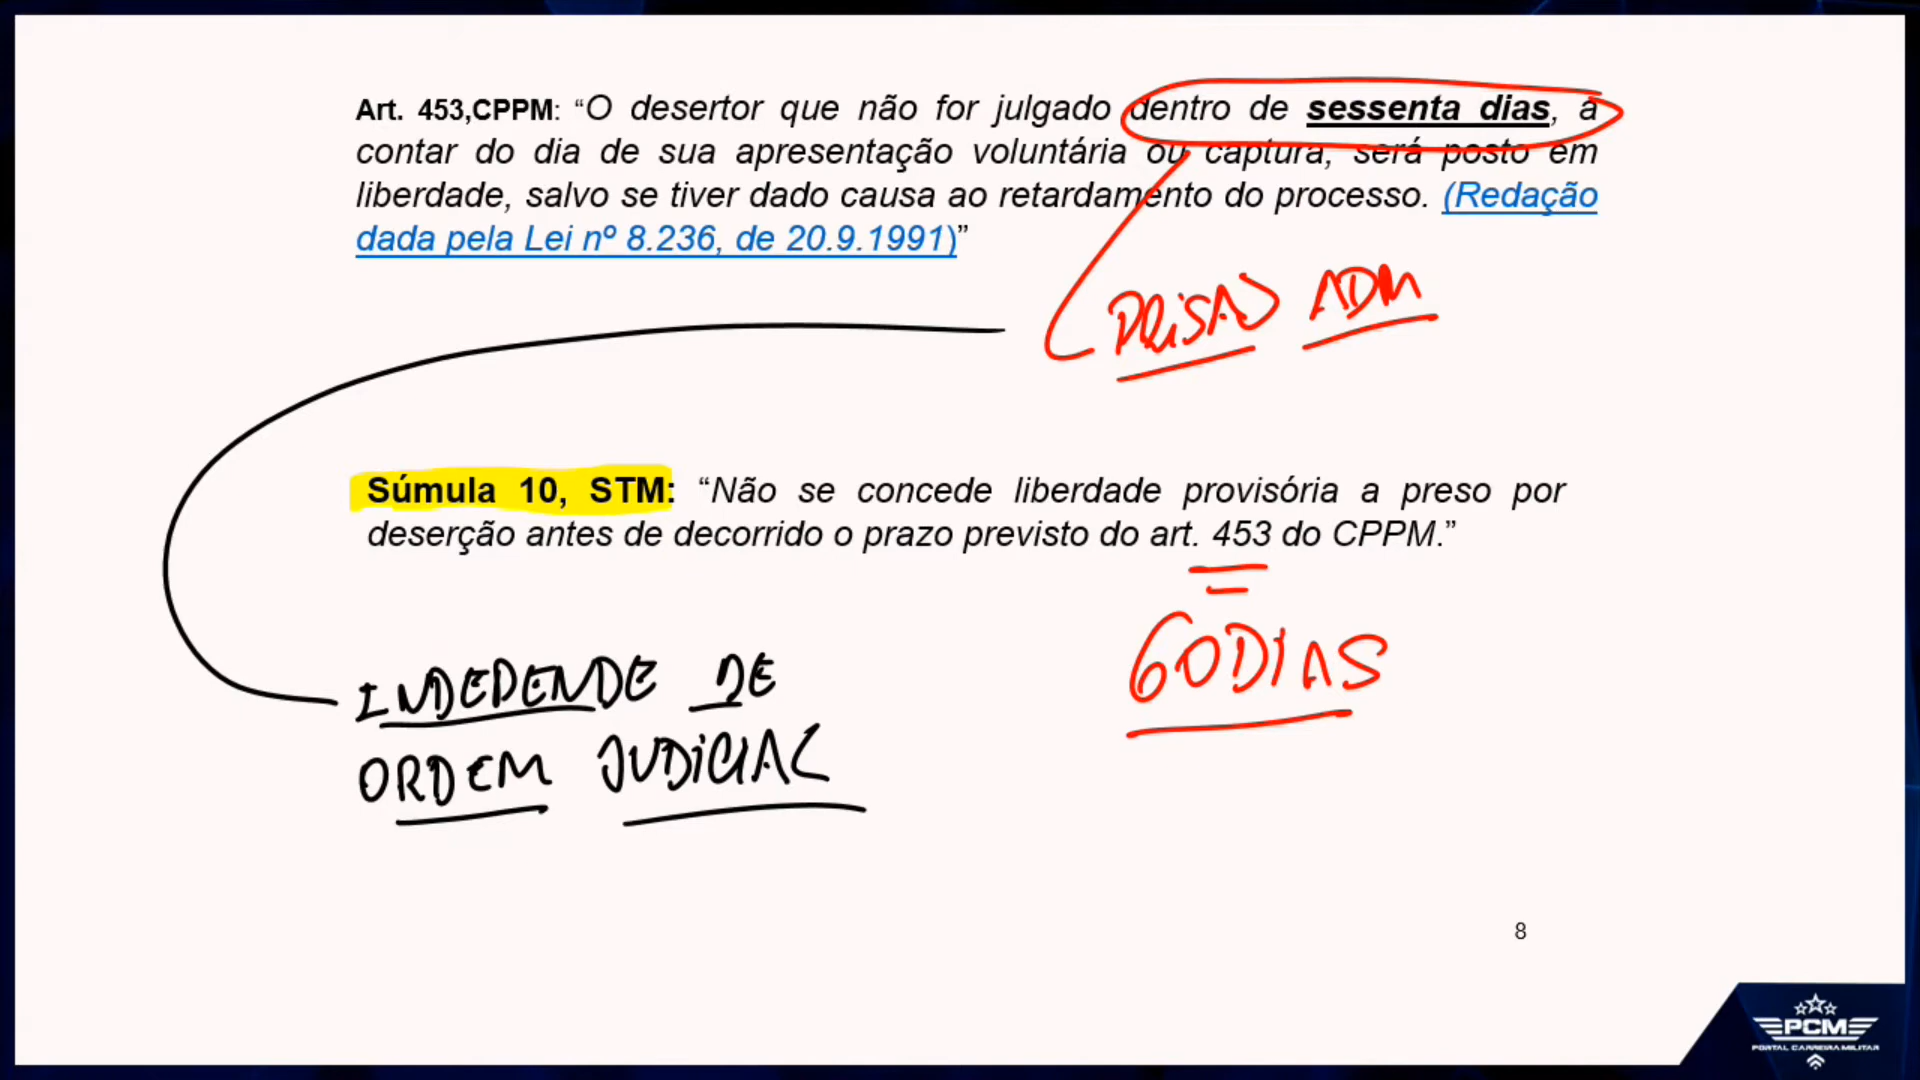 Art. 453,CPPM: “O desertor que não for julgado dentro de sessenta dias, a
contar do dia de sua apresentação voluntária ou captura, será posto em
liberdade, salvo se tiver dado causa ao retardamento do processo. (Redação
dada pela Lei nº 8.236, de 20.9.1991)”
PRISÃO ADM
Súmula 10, STM: “Não se concede liberdade provisória a preso por
deserção antes de decorrido o prazo previsto do art. 453 do CPPM.”
60 DIAS
INDEPENDE DE
ORDEM JUDICIAL
8
PCM
PORTAL CARREIRA MILITAR